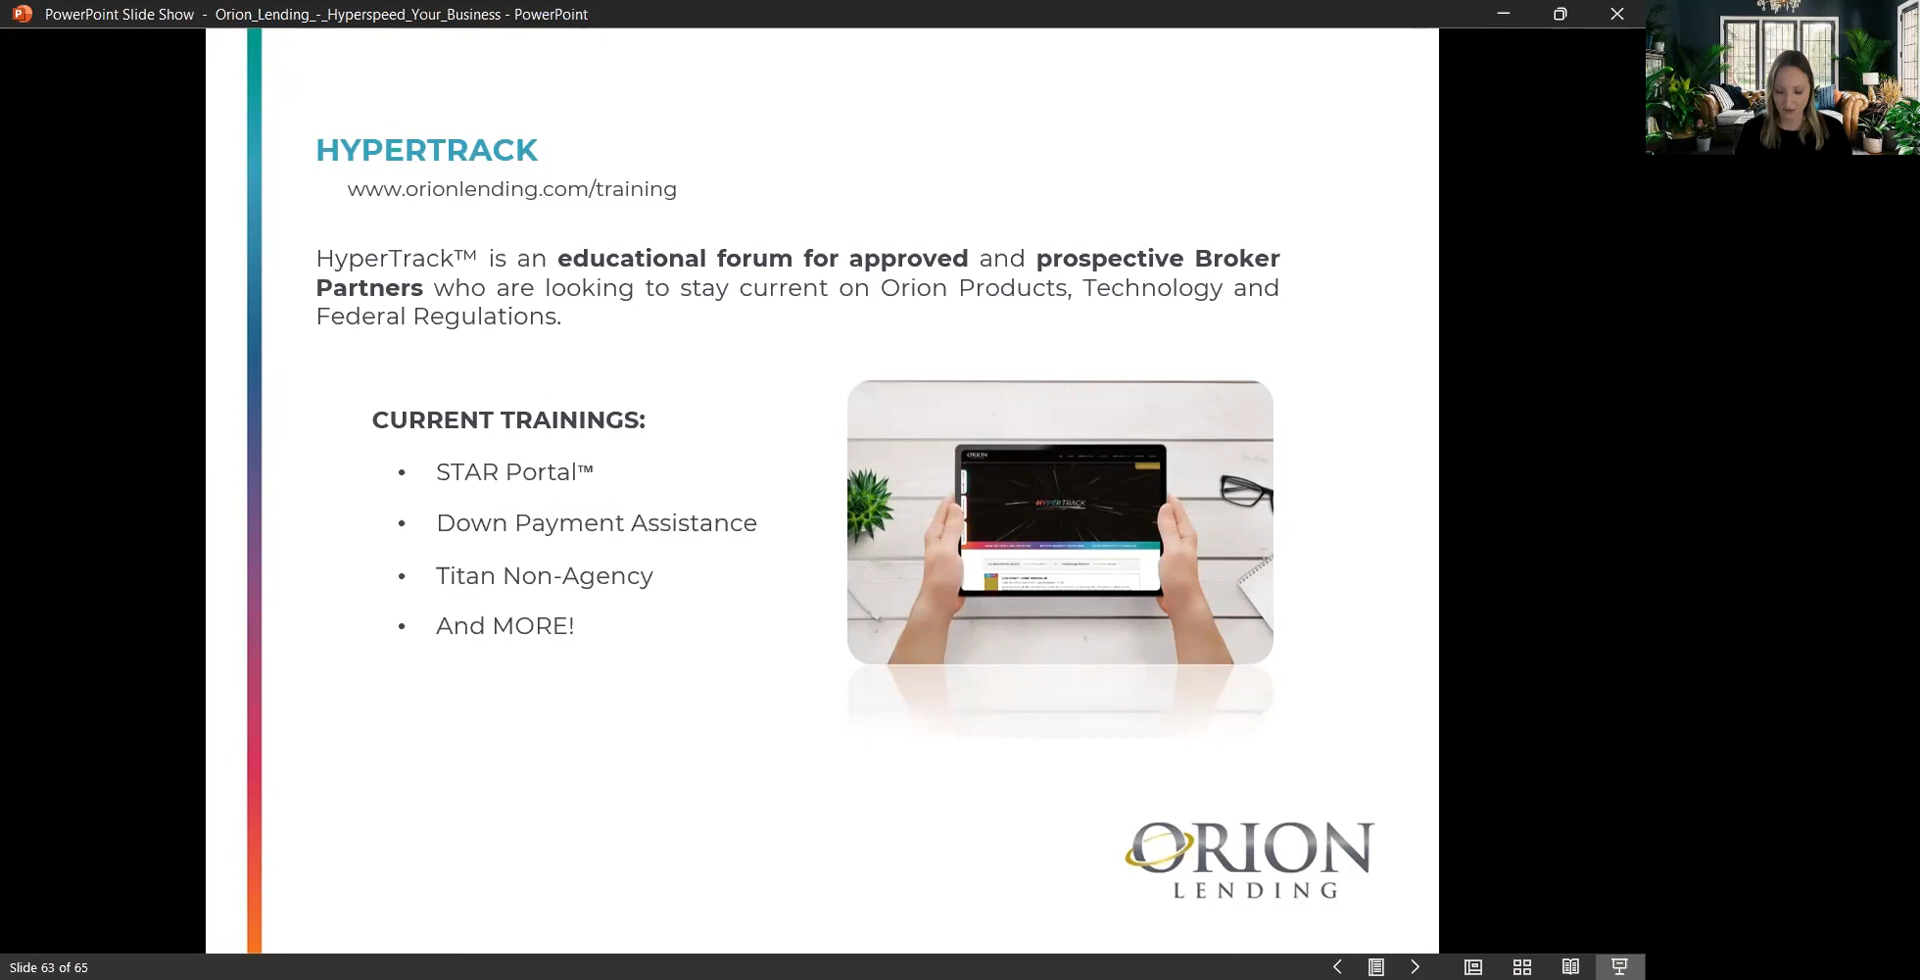 PowerPoint Slide Show - Orion_Lending_-_Hyperspeed_Your_Business - PowerPoint
HYPERTRACK
www.orionlending.com/training
HyperTrack™ is an educational forum for approved and prospective Broker
Partners who are looking to stay current on Orion Products, Technology and
Federal Regulations.
CURRENT TRAININGS:
• STAR Portal™
• Down Payment Assistance
• Titan Non-Agency
• And MORE!
ORION
HYPERTRACK
ORION
LENDING
Slide 63 of 65